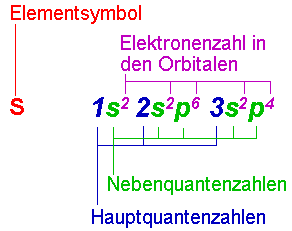 Elementsymbol
Elektronenzahl in
den Orbitalen
S 1s² 2s²p⁶ 3s²p⁴
Nebenquantenzahlen
Hauptquantenzahlen